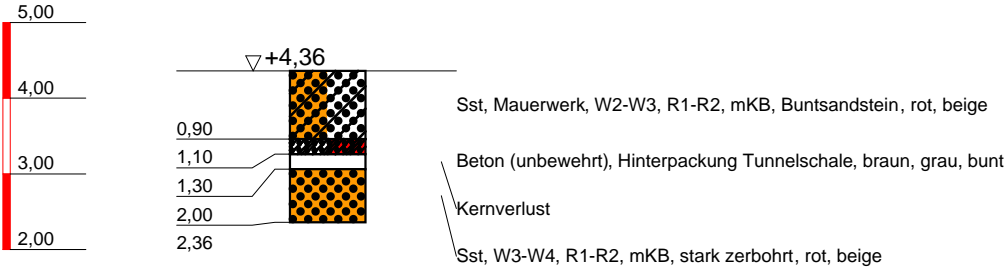 5,00
4,00
3,00
2,00
+4,36
0,90
1,10
1,30
2,00
2,36
Sst, Mauerwerk, W2-W3, R1-R2, mKB, Buntsandstein, rot, beige
Beton (unbewehrt), Hinterpackung Tunnelschale, braun, grau, bunt
Kernverlust
Sst, W3-W4, R1-R2, mKB, stark zerbohrt, rot, beige